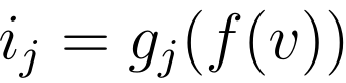 i_j = g_j(f(v))